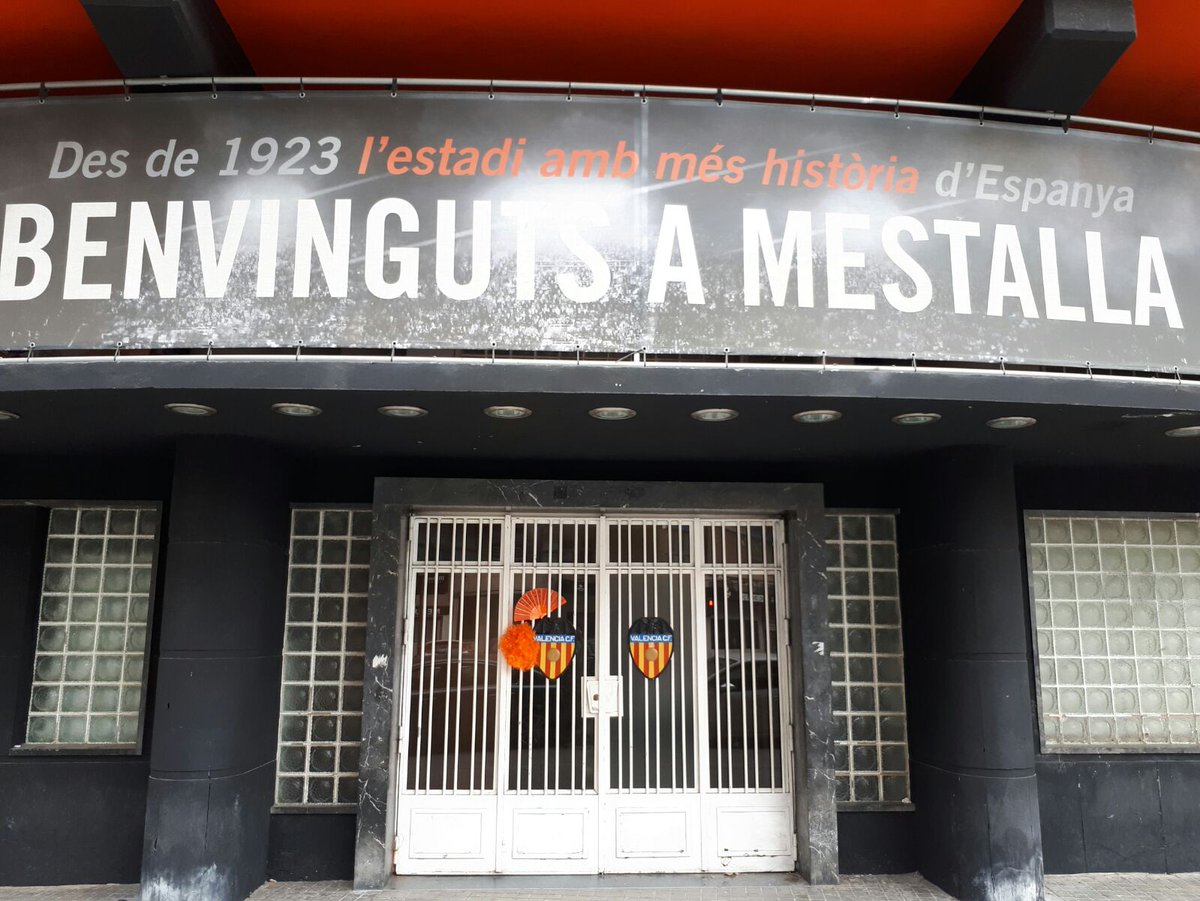 Des de 1923 l'estadi amb més història d'Espanya
BENVINGUTS A MESTALLA
VALENCIA C.F.
VALENCIA C.F.